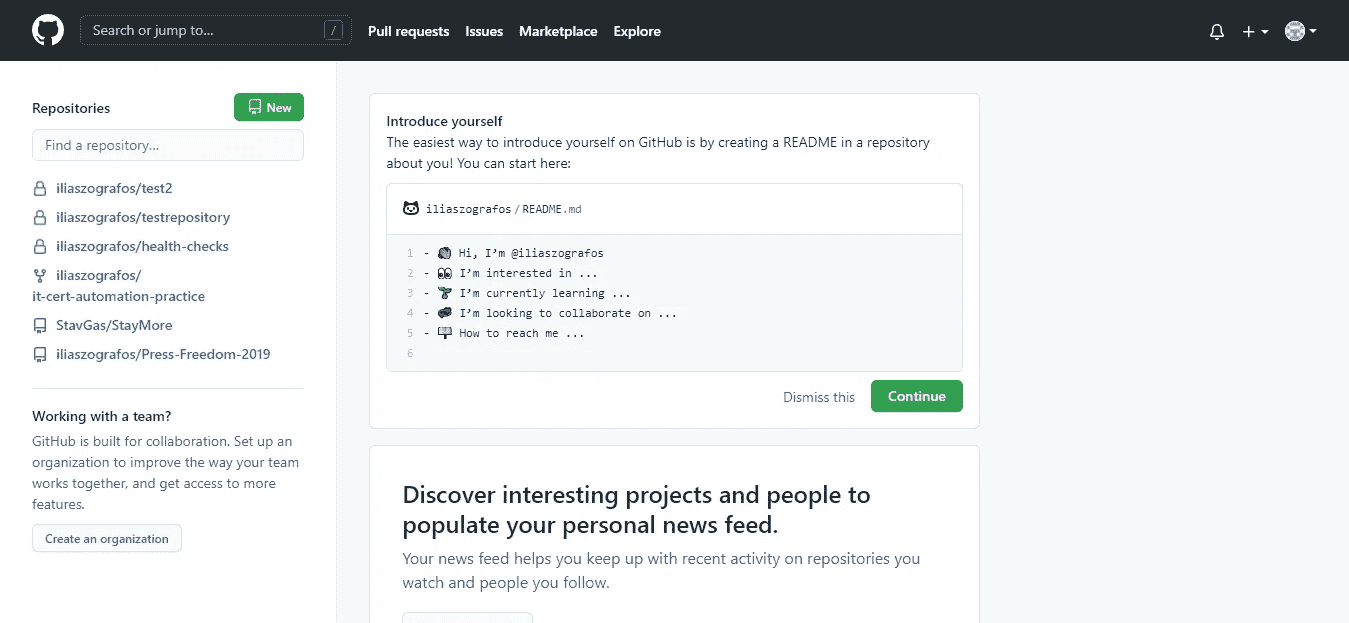 Search or jump to...
/
Pull requests
Issues
Marketplace
Explore
Repositories
New
Find a repository...
iliaszografos/test2
iliaszografos/testrepository
iliaszografos/health-checks
iliaszografos/
it-cert-automation-practice
StavGas/StayMore
iliaszografos/Press-Freedom-2019
Working with a team?
GitHub is built for collaboration. Set up an
organization to improve the way your team
works together, and get access to more
features.
Create an organization
Introduce yourself
The easiest way to introduce yourself on GitHub is by creating a README in a repository
about you! You can start here:
iliaszografos/README.md
1 - 👋 Hi, I’m @iliaszografos
2 - 👀 I’m interested in ...
3 - 🌱 I’m currently learning ...
4 - 💞️ I’m looking to collaborate on ...
5 - 📫 How to reach me ...
6
Dismiss this
Continue
Discover interesting projects and people to
populate your personal news feed.
Your news feed helps you keep up with recent activity on repositories you
watch and people you follow.